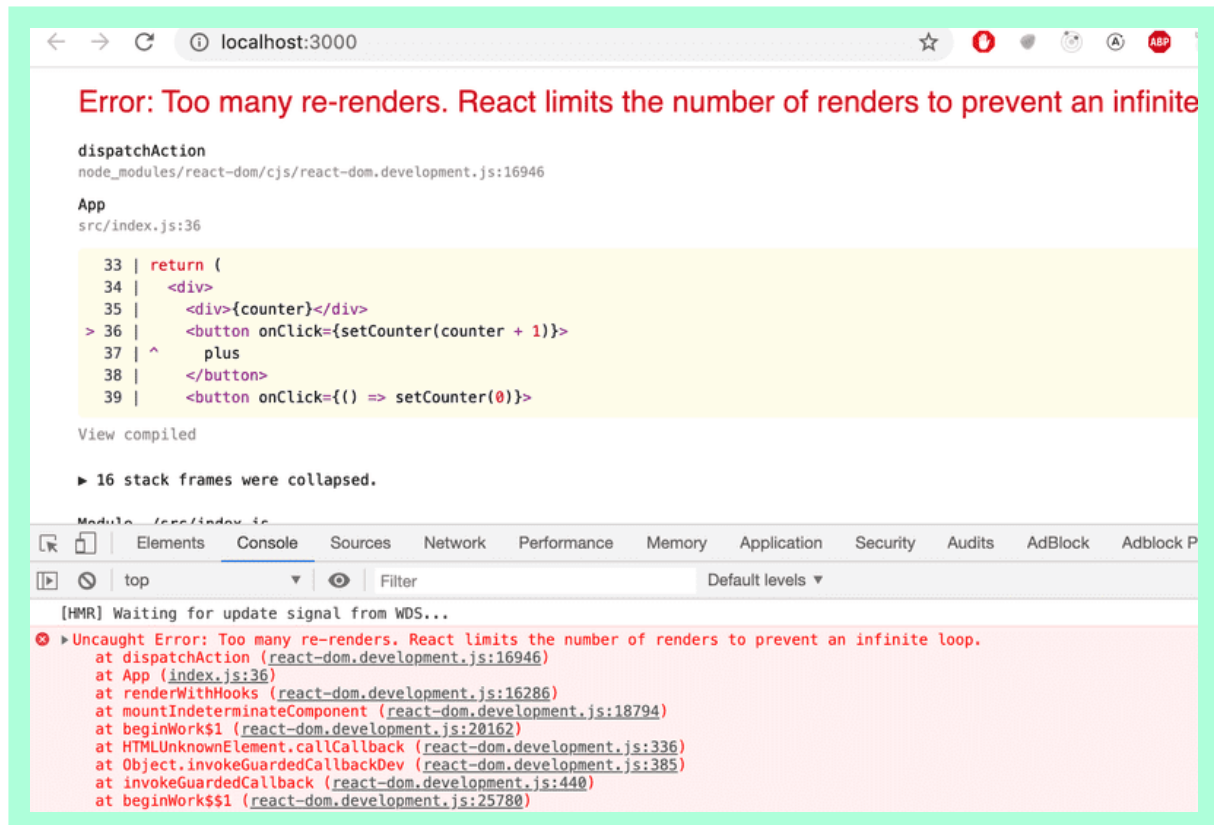 localhost:3000
ABP
Error: Too many re-renders. React limits the number of renders to prevent an infinite
dispatchAction
node_modules/react-dom/cjs/react-dom.development.js:16946
App
src/index.js:36
33 | return (
34 |   <div>
35 |     <div>{counter}</div>
> 36 |     <button onClick={setCounter(counter + 1)}>
37 | ^     plus
38 |     </button>
39 |     <button onClick={() => setCounter(0)}>
View compiled
▶ 16 stack frames were collapsed.
Module. /src/index.js
Elements Console Sources Network Performance Memory Application Security Audits AdBlock Adblock P
top ▼ Filter Default levels ▼
[HMR] Waiting for update signal from WDS...
▶Uncaught Error: Too many re-renders. React limits the number of renders to prevent an infinite loop.
at dispatchAction (react-dom.development.js:16946)
at App (index.js:36)
at renderWithHooks (react-dom.development.js:16286)
at mountIndeterminateComponent (react-dom.development.js:18794)
at beginWork$1 (react-dom.development.js:20162)
at HTMLUnknownElement.callCallback (react-dom.development.js:336)
at Object.invokeGuardedCallbackDev (react-dom.development.js:385)
at invokeGuardedCallback (react-dom.development.js:440)
at beginWork$$1 (react-dom.development.js:25780)